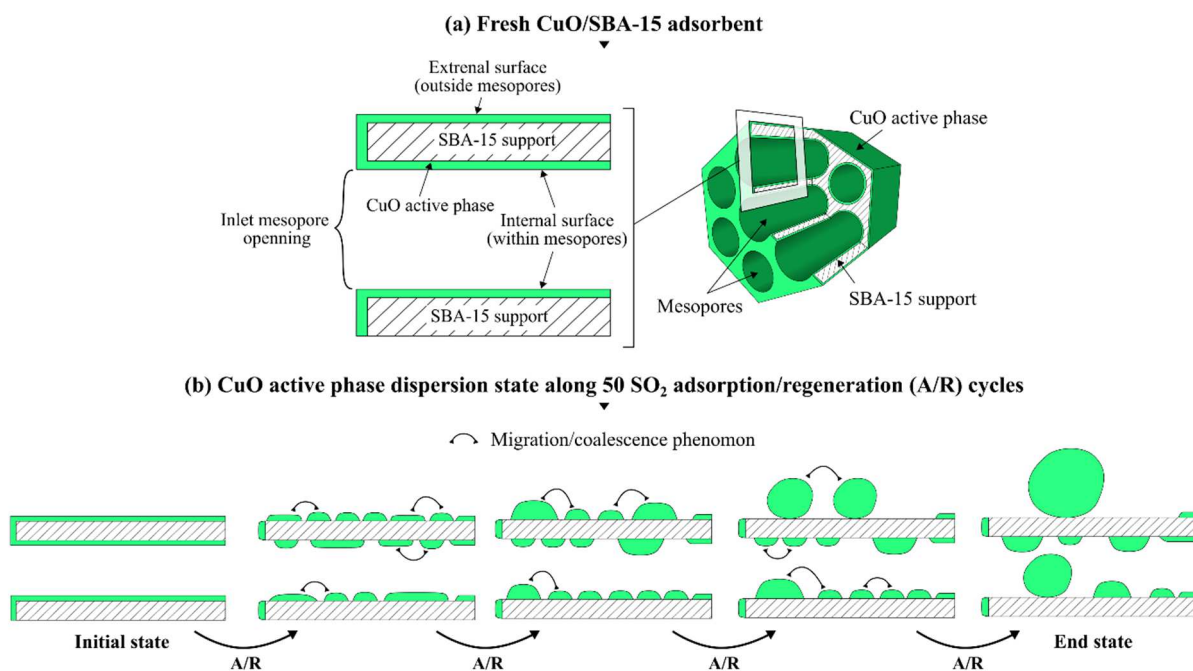 (a) Fresh CuO/SBA-15 adsorbent
Extrenal surface
(outside mesopores)
SBA-15 support
CuO active phase
Inlet mesopore
openning
Internal surface
(within mesopores)
SBA-15 support
CuO active phase
Mesopores
SBA-15 support
(b) CuO active phase dispersion state along 50 SO₂ adsorption/regeneration (A/R) cycles
Migration/coalescence phenomon
Initial state
A/R
A/R
A/R
A/R
End state